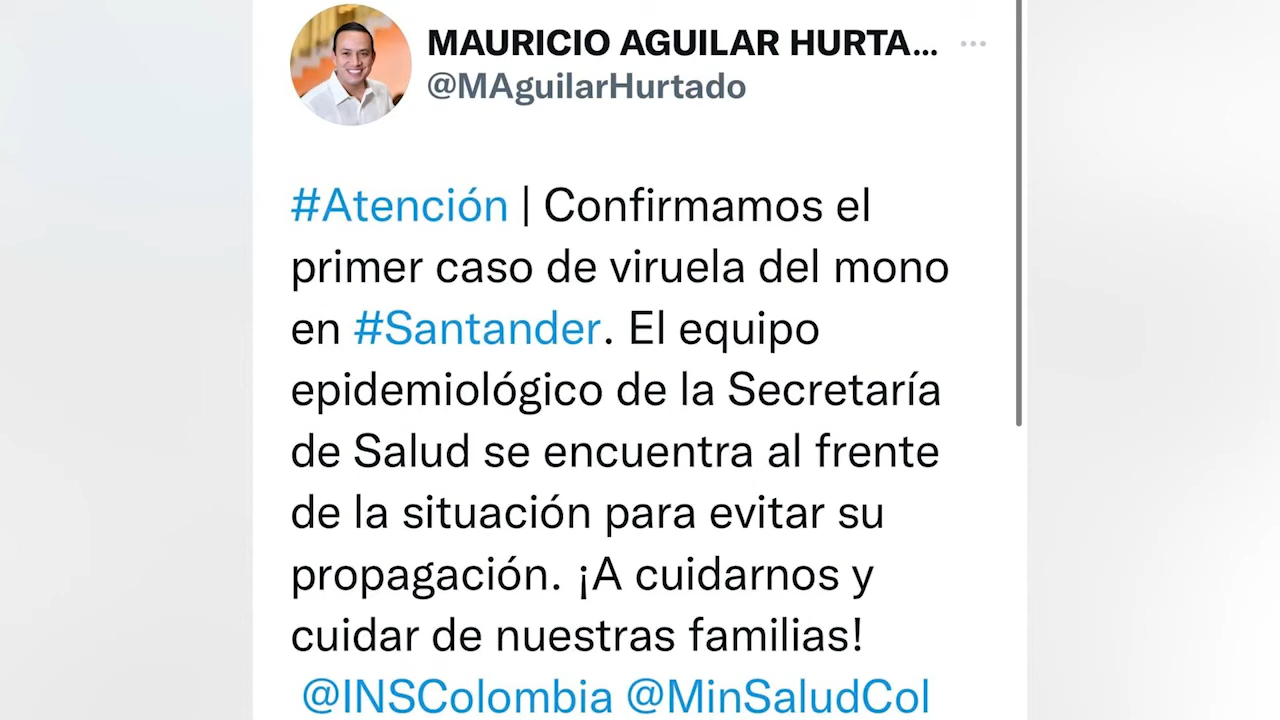 MAURICIO AGUILAR HURTA...
@MAguilarHurtado
#Atención | Confirmamos el
primer caso de viruela del mono
en #Santander. El equipo
epidemiológico de la Secretaría
de Salud se encuentra al frente
de la situación para evitar su
propagación. ¡A cuidarnos y
cuidar de nuestras familias!
@INSColombia @MinSaludCol